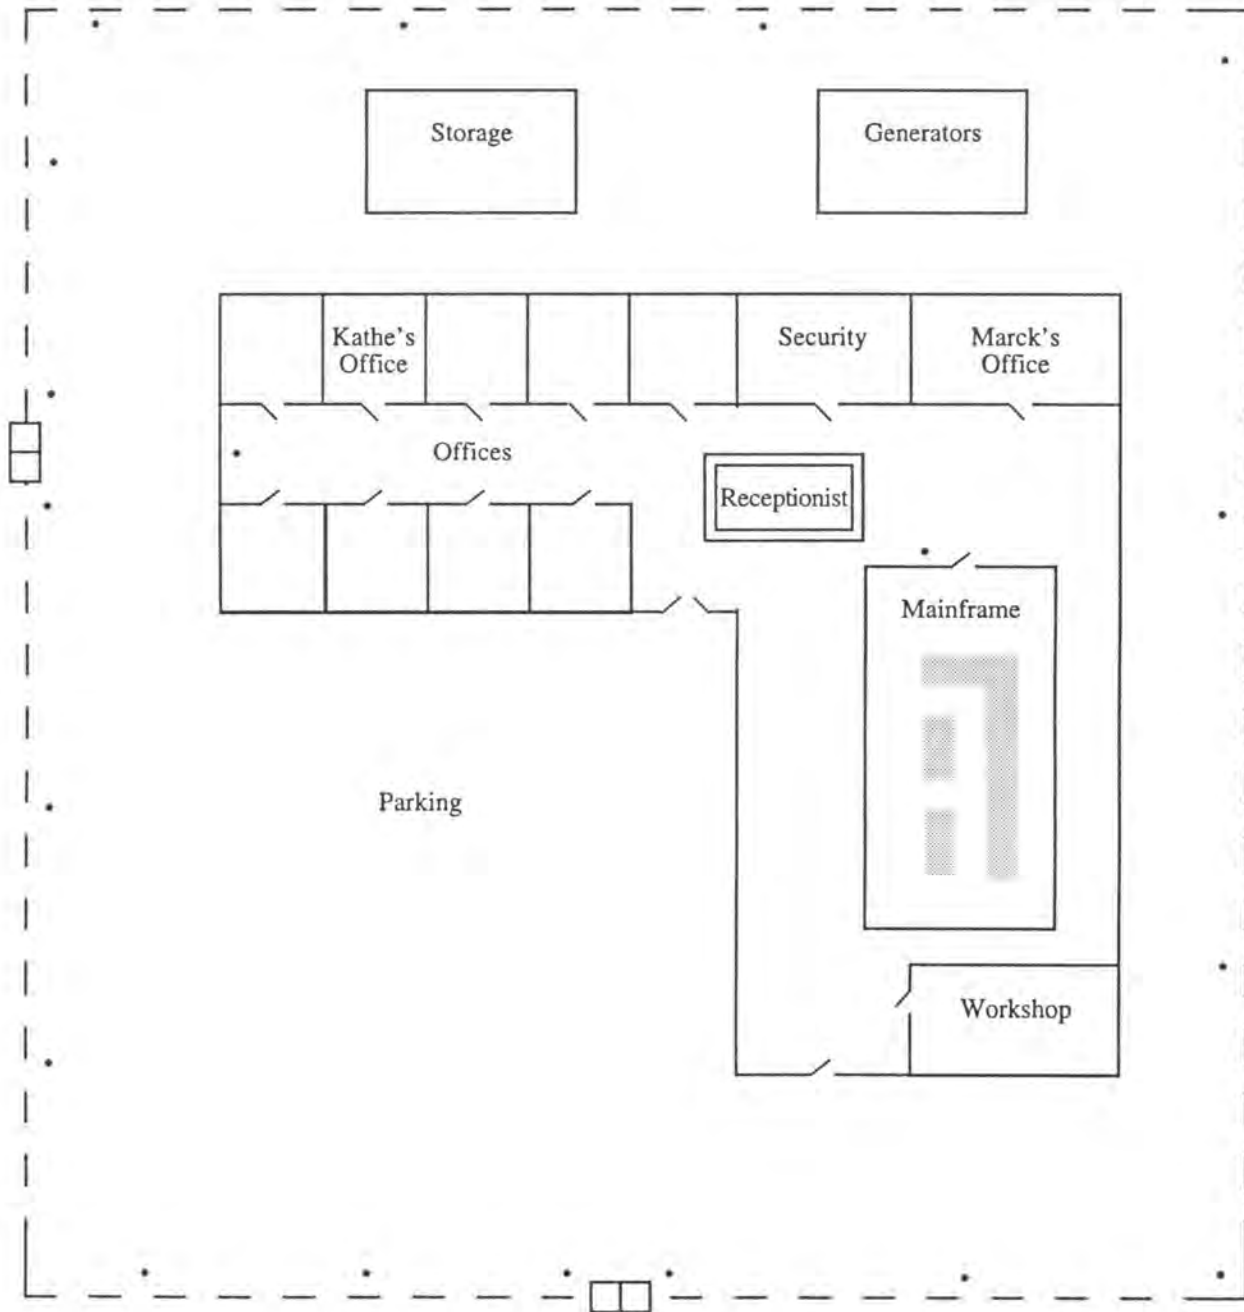 Storage
Generators
Kathe's
Office
Security
Marck's
Office
Offices
Receptionist
Mainframe
Parking
Workshop